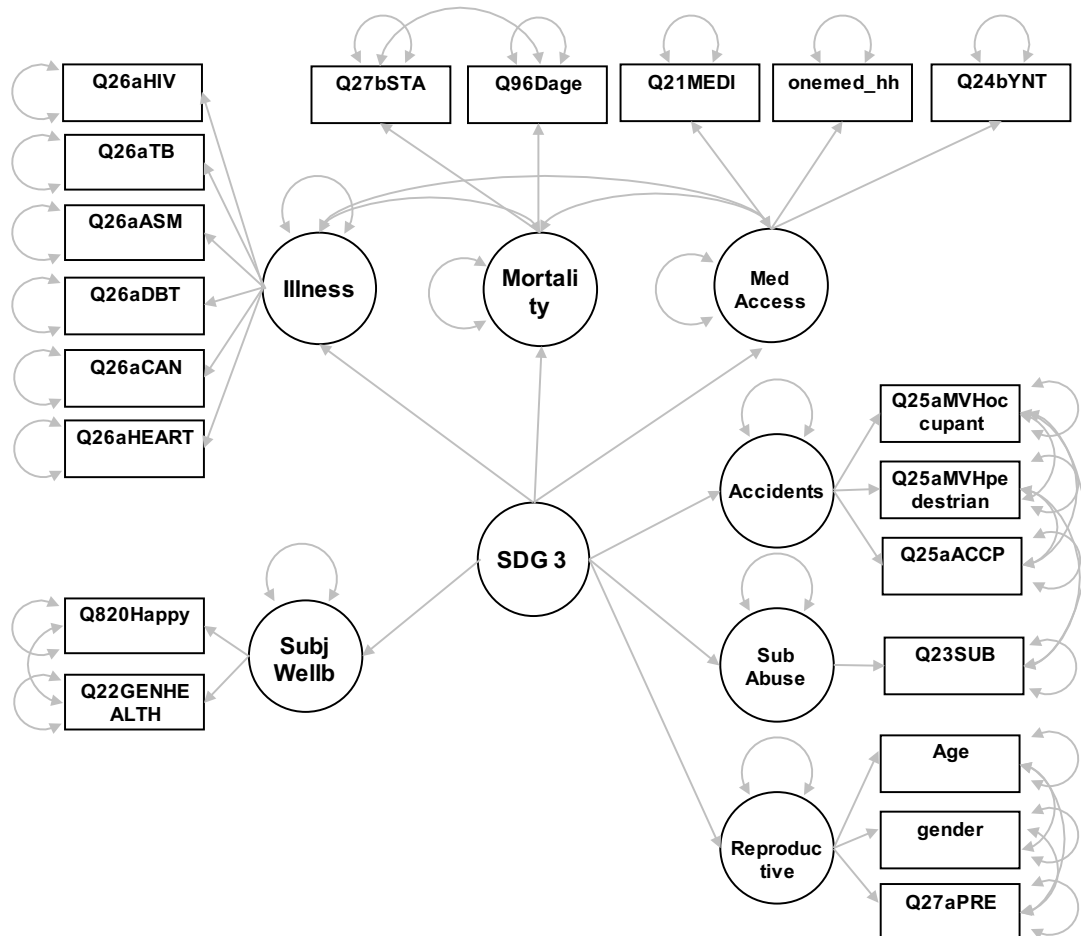 Q27bSTA
Q96Dage
Q21MEDI
onemed_hh
Q24bYNT
Q26aHIV
Q26aTB
Q26aASM
Q26aDBT
Q26aCAN
Q26aHEART
Illness
Mortali
ty
Med
Access
Q25aMVHoc
cupant
Accidents
Q25aMVHpe
destrian
Q25aACCP
SDG 3
Q820Happy
Q22GENHE
ALTH
Subj
Wellb
Sub
Abuse
Q23SUB
Age
gender
Q27aPRE
Reproduc
tive